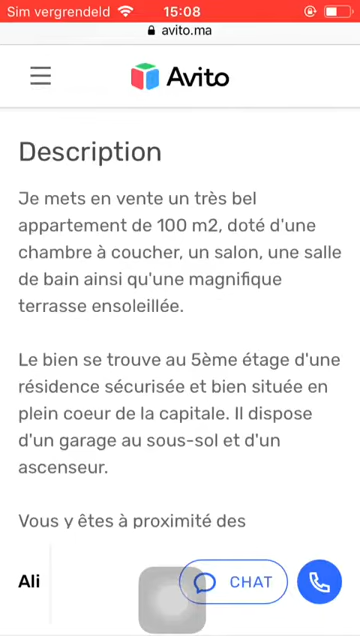 Sim vergrendeld 15:08
avito.ma
Avito
Description
Je mets en vente un très bel
appartement de 100 m2, doté d'une
chambre à coucher, un salon, une salle
de bain ainsi qu'une magnifique
terrasse ensoleillée.
Le bien se trouve au 5ème étage d'une
résidence sécurisée et bien située en
plein coeur de la capitale. Il dispose
d'un garage au sous-sol et d'un
ascenseur.
Vous y êtes à proximité des
Ali
CHAT